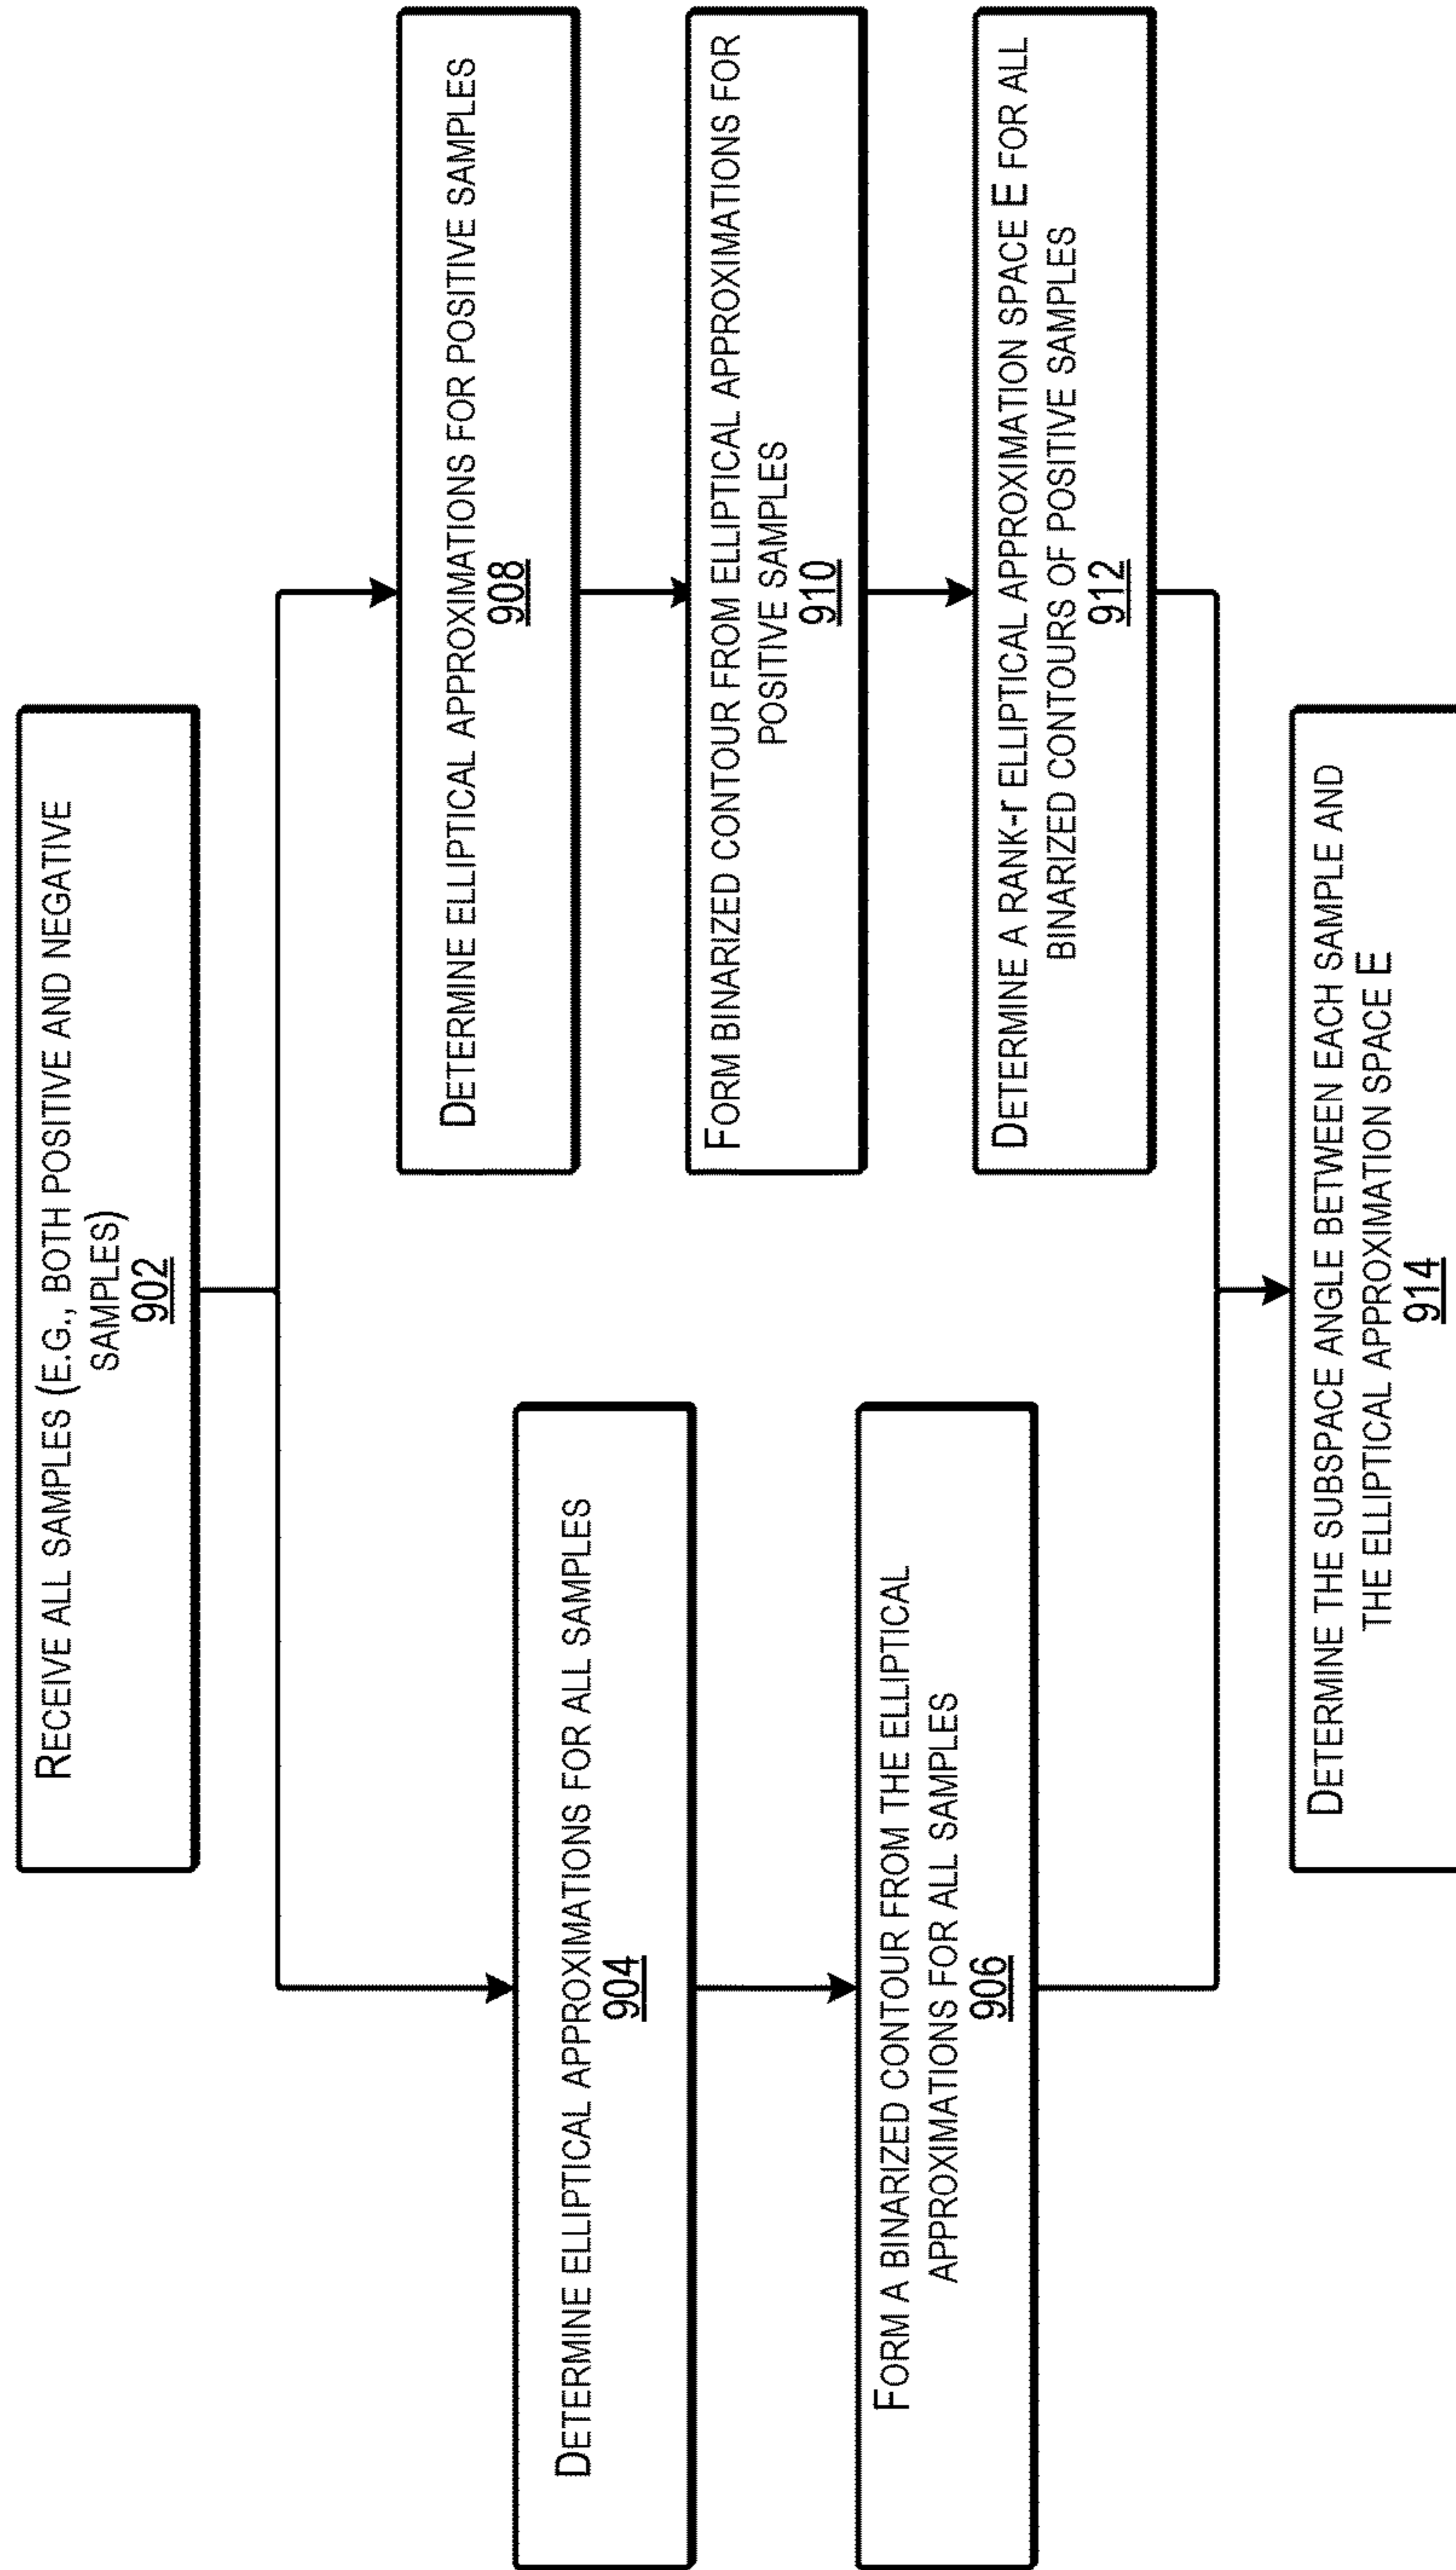 RECEIVE ALL SAMPLES (E.G., BOTH POSITIVE AND NEGATIVE
SAMPLES)
902
DETERMINE ELLIPTICAL APPROXIMATIONS FOR ALL SAMPLES
904
FORM A BINARIZED CONTOUR FROM THE ELLIPTICAL
APPROXIMATIONS FOR ALL SAMPLES
906
DETERMINE ELLIPTICAL APPROXIMATIONS FOR POSITIVE SAMPLES
908
FORM BINARIZED CONTOUR FROM ELLIPTICAL APPROXIMATIONS FOR
POSITIVE SAMPLES
910
DETERMINE A RANK-r ELLIPTICAL APPROXIMATION SPACE E FOR ALL
BINARIZED CONTOURS OF POSITIVE SAMPLES
912
DETERMINE THE SUBSPACE ANGLE BETWEEN EACH SAMPLE AND
THE ELLIPTICAL APPROXIMATION SPACE E
914